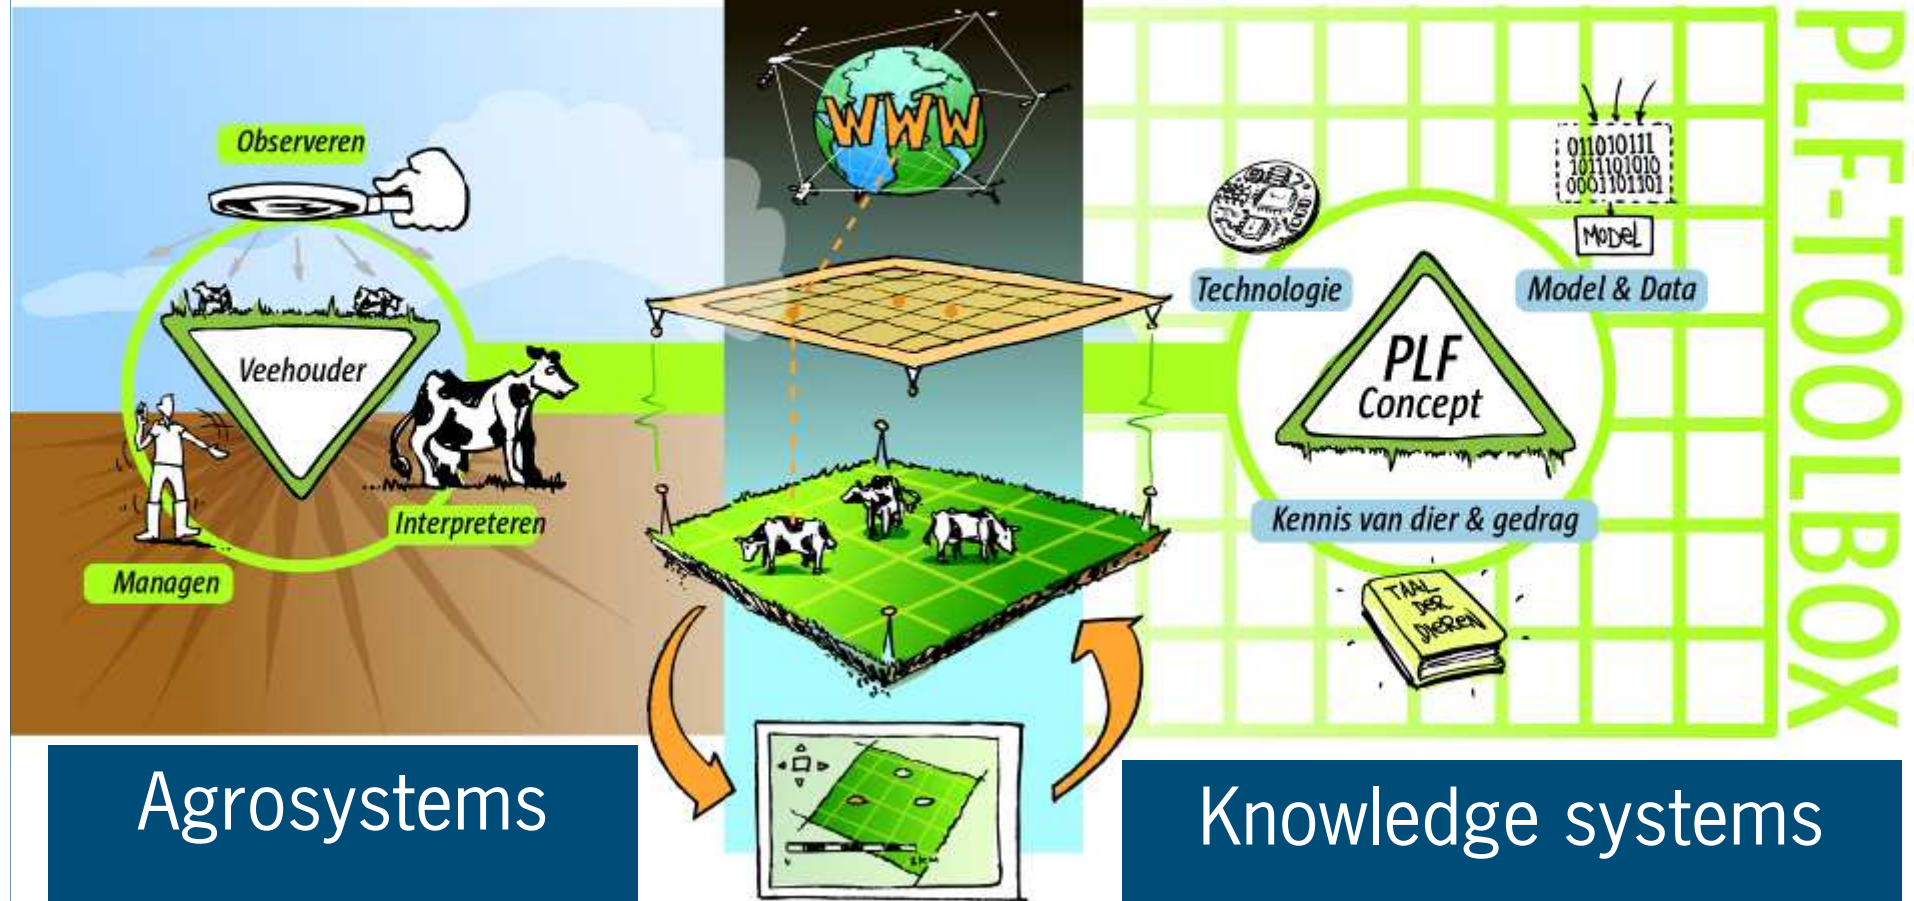 Observeren
Veehouder
Interpreteren
Managen
WWW
Technologie
011010111
1011101010
0001101101
MODEL
Model & Data
PLF
Concept
Kennis van dier & gedrag
TAAL
DER
DIEREN
PLF-TOOLBOX
Agrosystems
Knowledge systems